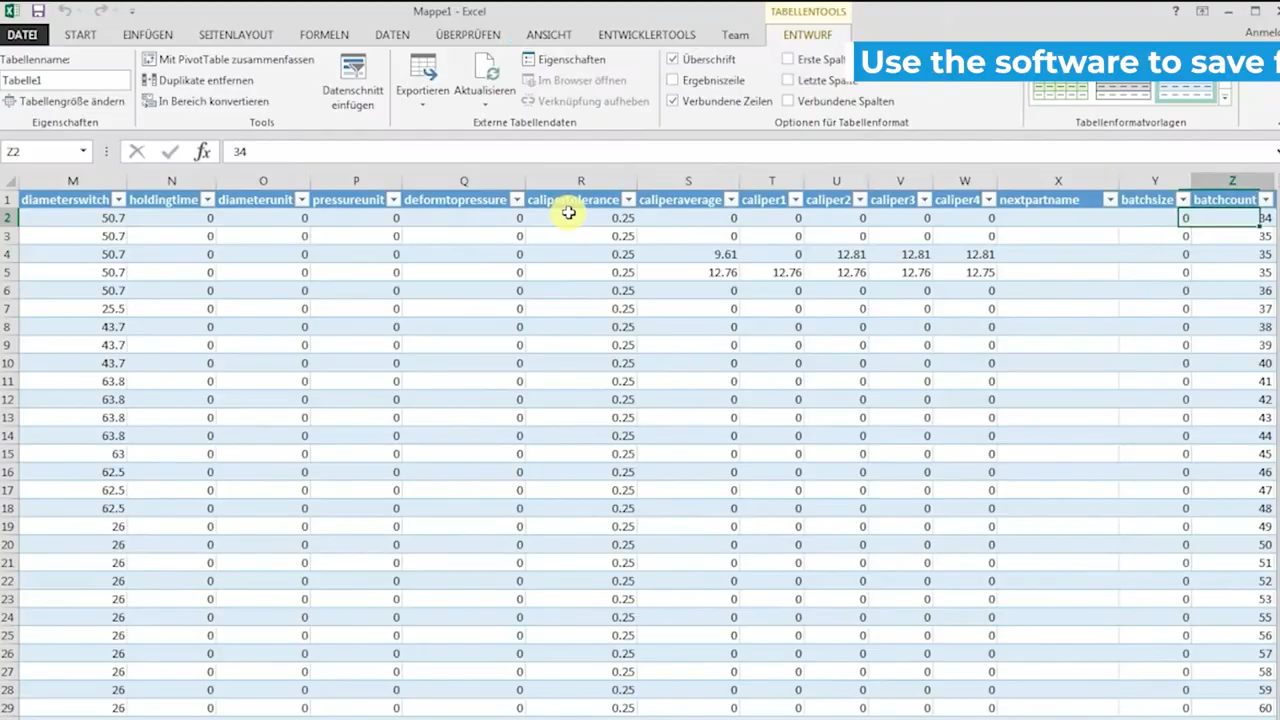 Mappe1 - Excel
TABELLENTOOLS
DATEI START EINFÜGEN SEITENLAYOUT FORMELN DATEN ÜBERPRÜFEN ANSICHT ENTWICKLERTOOLS Team ENTWURF
Use the software to save
Tabellenname:
Tabelle1
Tabellengröße ändern
Eigenschaften
Mit PivotTable zusammenfassen
Duplikate entfernen
In Bereich konvertieren
Datenschnitt
einfügen
Tools
Exportieren
Aktualisieren
Eigenschaften
Im Browser öffnen
Verknüpfung aufheben
Externe Tabellendaten
Überschrift
Ergebniszeile
Verbundene Zeilen
Erste
Letzte
Verbundene Spalten
Optionen für Tabellenformat
Tabellenformatvorlagen
Z2 fx 34
M N O P Q R S T U V W X Y Z
1 diameterswitch holdingtime diameterunit pressureunit deformtopressure calipertolerance caliperaverage caliper1 caliper2 caliper3 caliper4 nextpartname batchsize batchcount
2 50.7 0 0 0 0 0.25 0 0 0 0 0 0 34
3 50.7 0 0 0 0 0.25 0 0 0 0 0 0 35
4 50.7 0 0 0 0 0.25 9.61 0 12.81 12.81 12.81 0 35
5 50.7 0 0 0 0 0.25 12.76 12.76 12.76 12.76 12.75 0 35
6 50.7 0 0 0 0 0.25 0 0 0 0 0 0 36
7 25.5 0 0 0 0 0.25 0 0 0 0 0 0 37
8 43.7 0 0 0 0 0.25 0 0 0 0 0 0 38
9 43.7 0 0 0 0 0.25 0 0 0 0 0 0 39
10 43.7 0 0 0 0 0.25 0 0 0 0 0 0 40
11 63.8 0 0 0 0 0.25 0 0 0 0 0 0 41
12 63.8 0 0 0 0 0.25 0 0 0 0 0 0 42
13 63.8 0 0 0 0 0.25 0 0 0 0 0 0 43
14 63.8 0 0 0 0 0.25 0 0 0 0 0 0 44
15 63 0 0 0 0 0.25 0 0 0 0 0 0 45
16 62.5 0 0 0 0 0.25 0 0 0 0 0 0 46
17 62.5 0 0 0 0 0.25 0 0 0 0 0 0 47
18 62.5 0 0 0 0 0.25 0 0 0 0 0 0 48
19 26 0 0 0 0 0.25 0 0 0 0 0 0 49
20 26 0 0 0 0 0.25 0 0 0 0 0 0 50
21 26 0 0 0 0 0.25 0 0 0 0 0 0 51
22 26 0 0 0 0 0.25 0 0 0 0 0 0 52
23 26 0 0 0 0 0.25 0 0 0 0 0 0 53
24 26 0 0 0 0 0.25 0 0 0 0 0 0 55
25 26 0 0 0 0 0.25 0 0 0 0 0 0 56
26 26 0 0 0 0 0.25 0 0 0 0 0 0 57
27 26 0 0 0 0 0.25 0 0 0 0 0 0 58
28 26 0 0 0 0 0.25 0 0 0 0 0 0 59
29 26 0 0 0 0 0.25 0 0 0 0 0 0 60